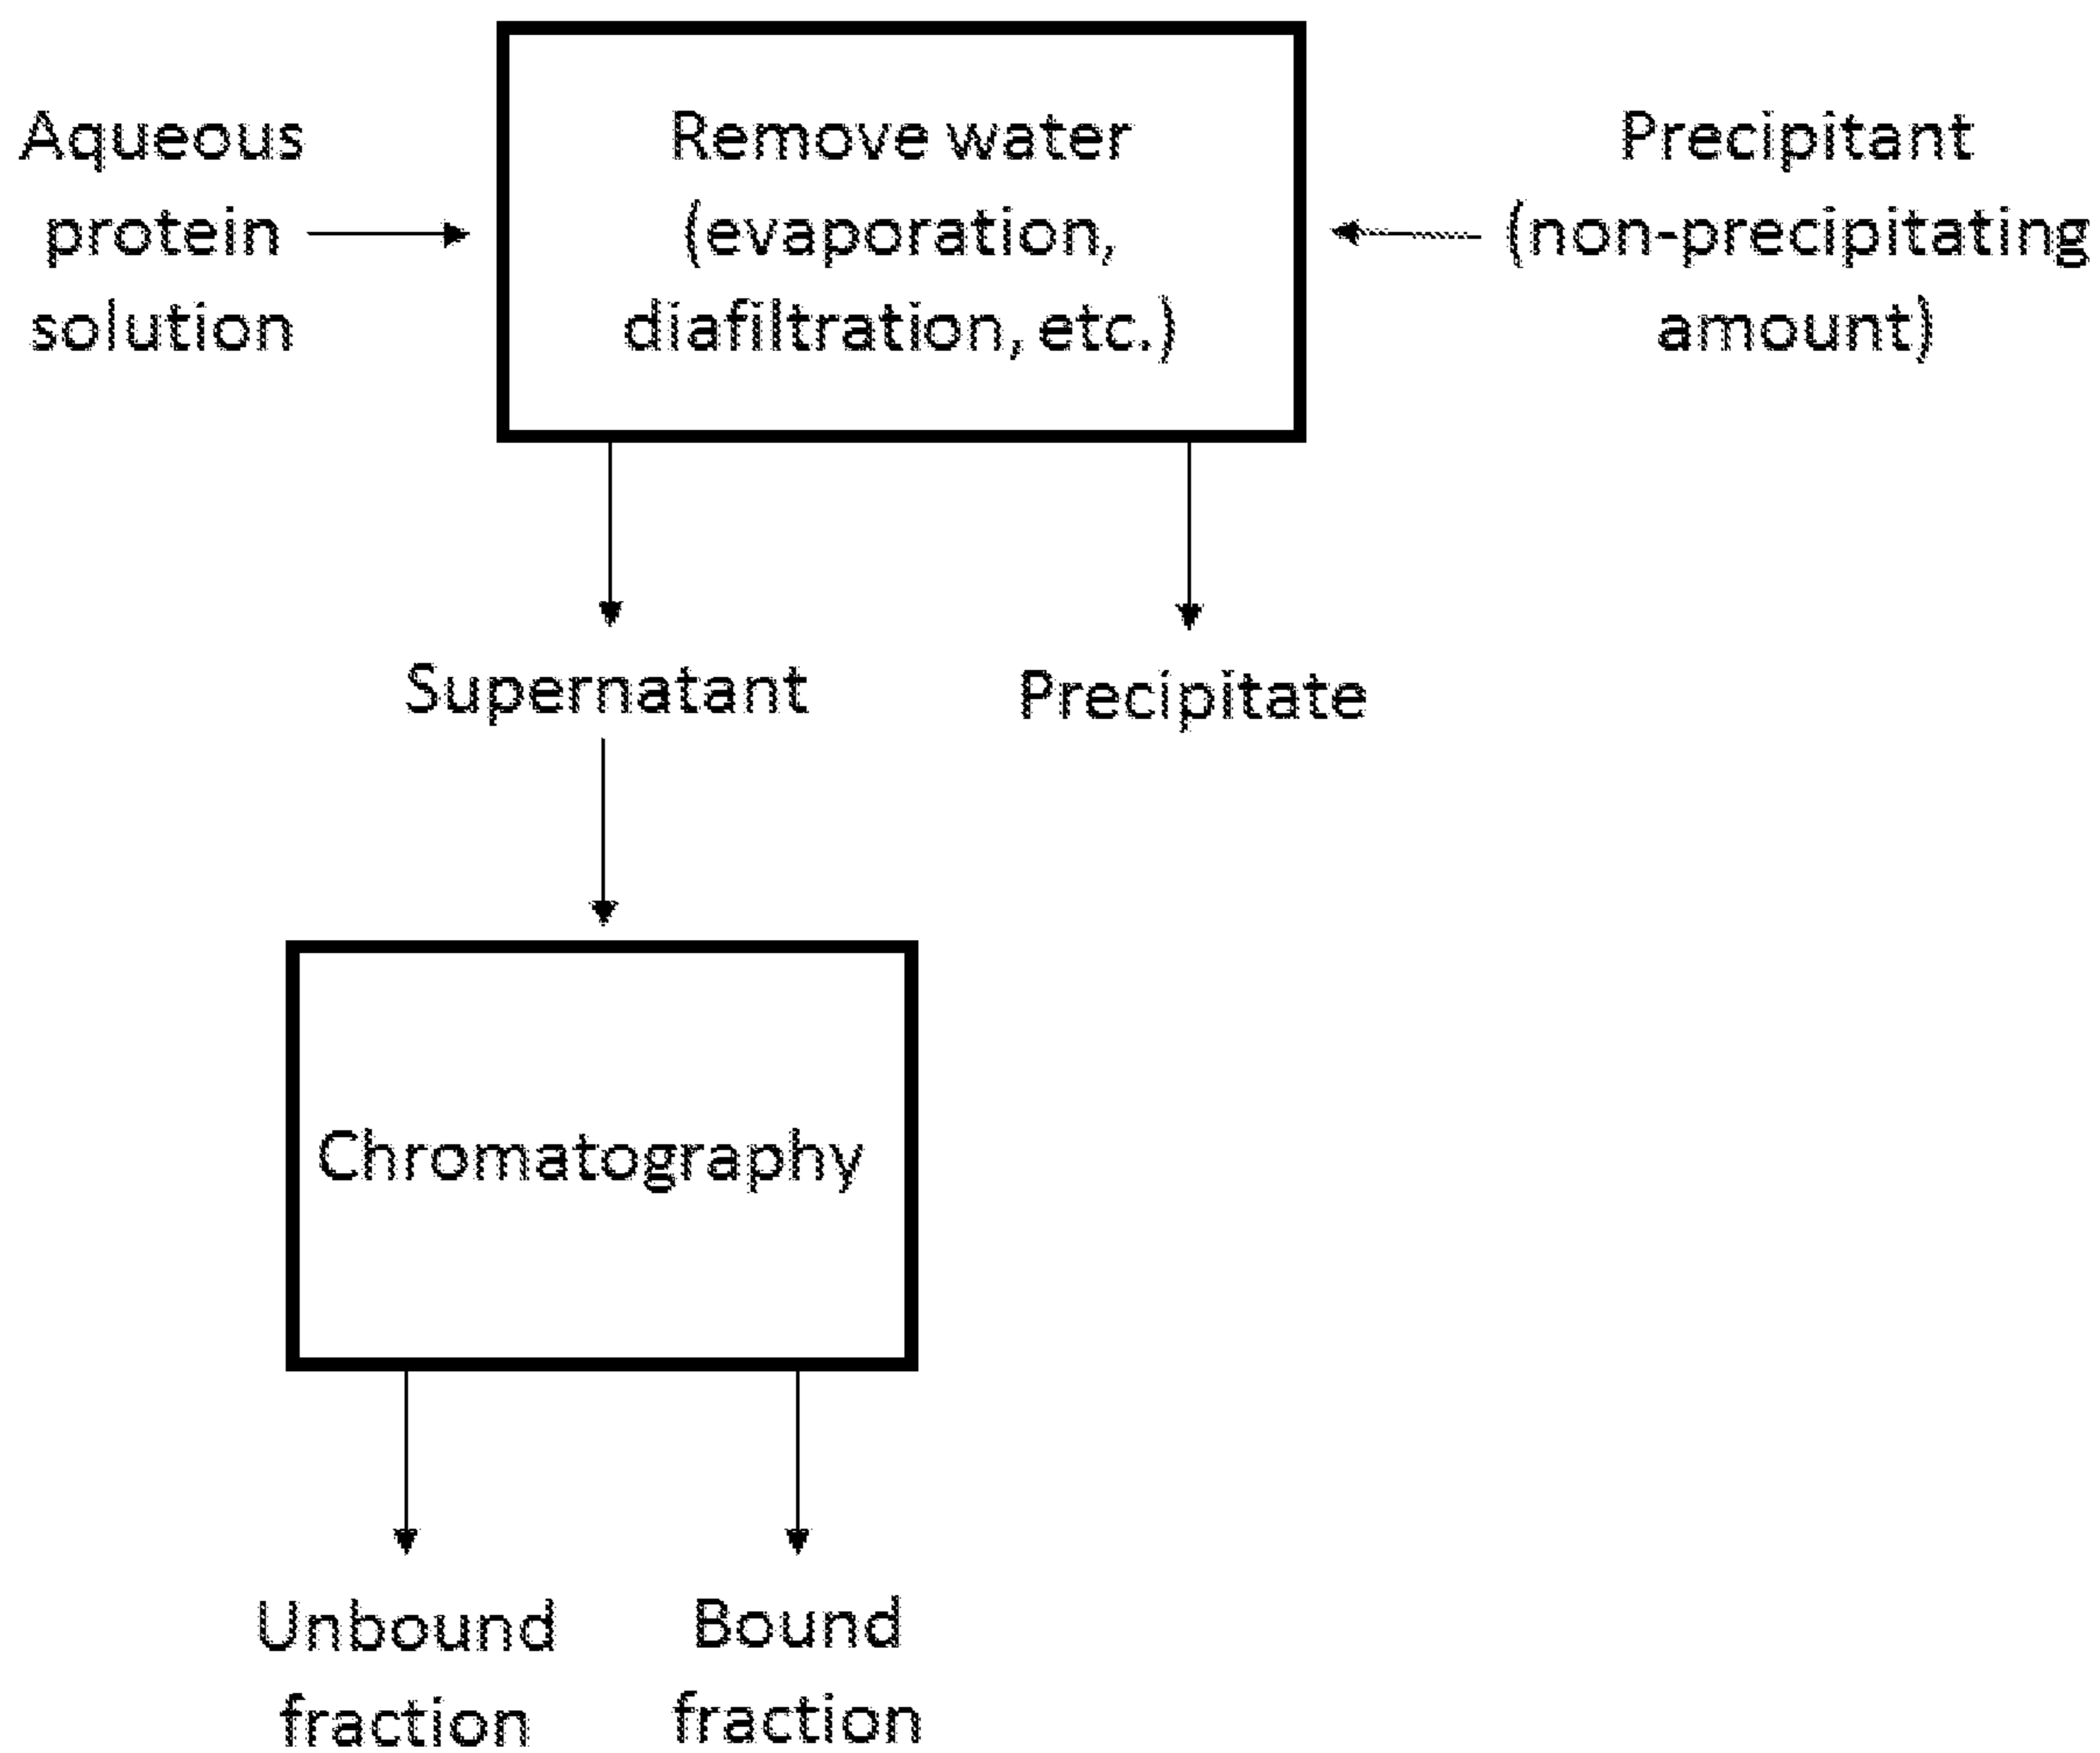 Aqueous
protein
solution
Remove water
(evaporation,
diafiltration, etc.)
Precipitant
(non-precipitating
amount)
Supernatant
Precipitate
Chromatography
Unbound
fraction
Bound
fraction